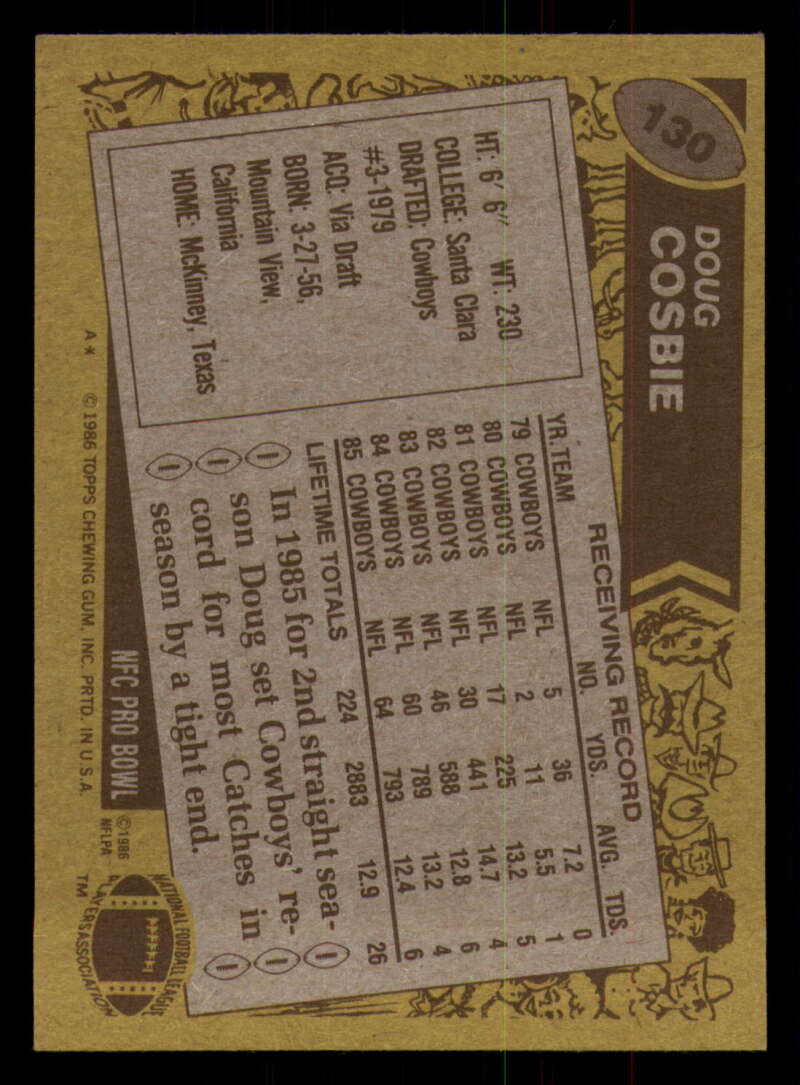 130
DOUG
COSBIE
HT: 6' 6" WT: 230
COLLEGE: Santa Clara
DRAFTED: Cowboys
#3-1979
ACQ: Via Draft
BORN: 3-27-56,
Mountain View,
California
HOME: McKinney, Texas
RECEIVING RECORD
YR. TEAM NO. YDS. AVG. TDS.
79 COWBOYS NFL 5 36 7.2 0
80 COWBOYS NFL 2 11 5.5 1
81 COWBOYS NFL 17 225 13.2 5
82 COWBOYS NFL 30 441 14.7 4
83 COWBOYS NFL 46 588 12.8 6
84 COWBOYS NFL 60 789 13.2 4
85 COWBOYS NFL 64 793 12.4 6
LIFETIME TOTALS 224 2883 12.9 26
In 1985 for 2nd straight sea-
son Doug set Cowboys' re-
cord for most Catches in
season by a tight end.
NFC PRO BOWL
A* © 1986 TOPPS CHEWING GUM, INC. PRTD. IN U.S.A.
©1986
NFLPA
TM
NATIONAL FOOTBALL LEAGUE
PLAYERS ASSOCIATION